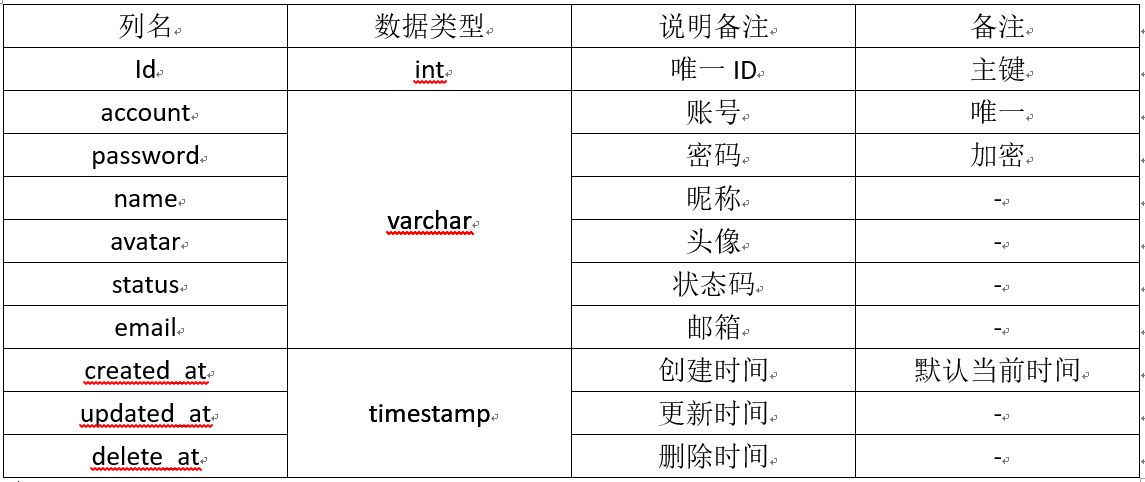 列名 数据类型 说明备注 备注
Id int 唯一 ID 主键
account varchar 账号 唯一
password 密码 加密
name 昵称 -
avatar 头像 -
status 状态码 -
email 邮箱 -
created_at timestamp 创建时间 默认当前时间
updated_at 更新时间 -
delete_at 删除时间 -